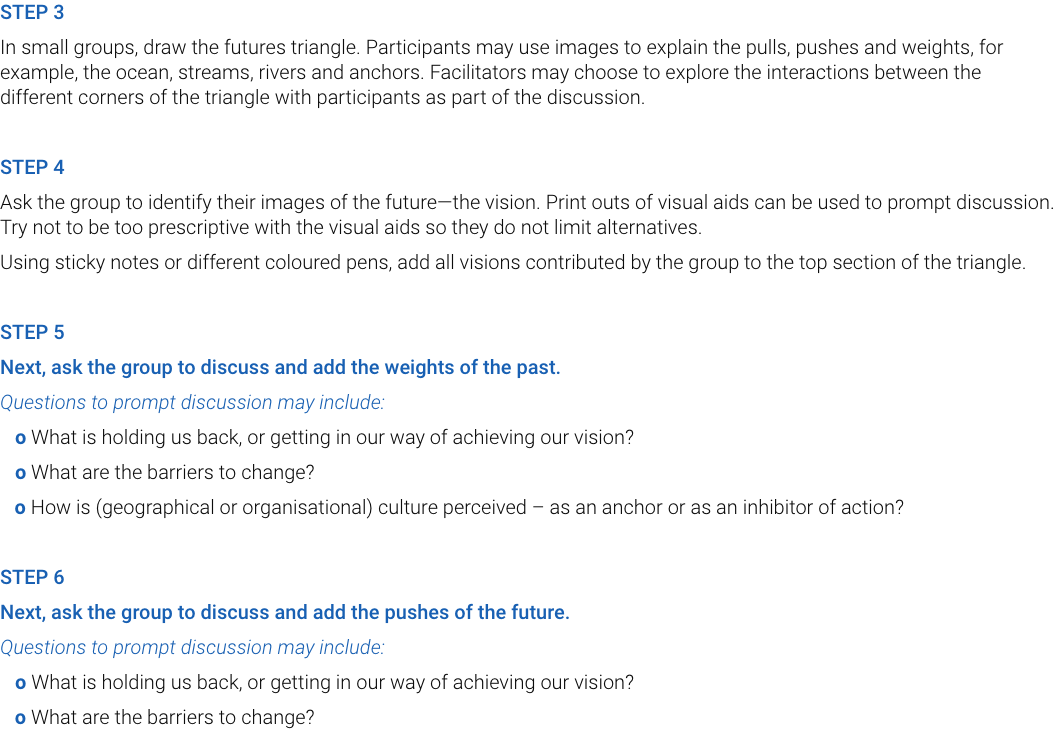 STEP 3
In small groups, draw the futures triangle. Participants may use images to explain the pulls, pushes and weights, for
example, the ocean, streams, rivers and anchors. Facilitators may choose to explore the interactions between the
different corners of the triangle with participants as part of the discussion.
STEP 4
Ask the group to identify their images of the future—the vision. Print outs of visual aids can be used to prompt discussion.
Try not to be too prescriptive with the visual aids so they do not limit alternatives.
Using sticky notes or different coloured pens, add all visions contributed by the group to the top section of the triangle.
STEP 5
Next, ask the group to discuss and add the weights of the past.
Questions to prompt discussion may include:
o What is holding us back, or getting in our way of achieving our vision?
o What are the barriers to change?
o How is (geographical or organisational) culture perceived – as an anchor or as an inhibitor of action?
STEP 6
Next, ask the group to discuss and add the pushes of the future.
Questions to prompt discussion may include:
o What is holding us back, or getting in our way of achieving our vision?
o What are the barriers to change?